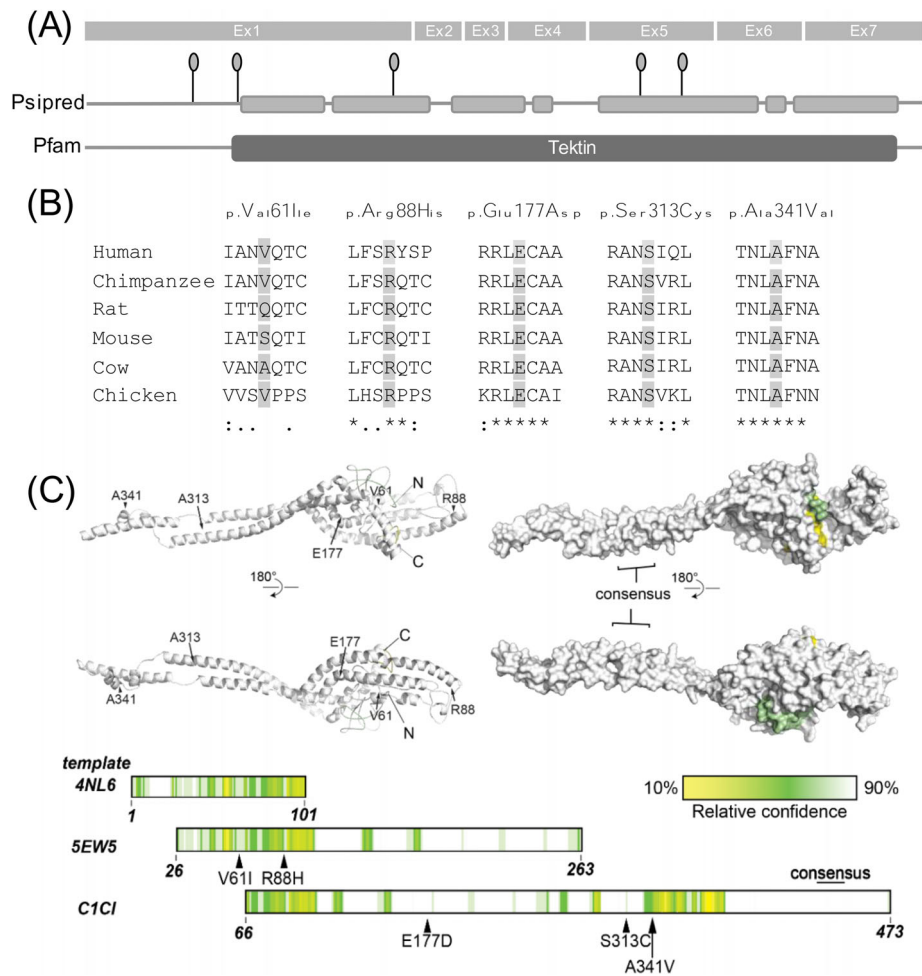 (A)
Ex1 Ex2 Ex3 Ex4 Ex5 Ex6 Ex7
Psipred
Pfam Tektin
(B)
p.Val61Ile p.Arg88His p.Glu177Asp p.Ser313Cys p.Ala341Val
Human IANVQTC LFSRYSP RRLECAA RANSIQL TNLAFNA
Chimpanzee IANVQTC LFSRQTC RRLECAA RANSVRL TNLAFNA
Rat ITTQQTC LFCRQTC RRLECAA RANSIRL TNLAFNA
Mouse IATSQTI LFCRQTI RRLECAA RANSIRL TNLAFNA
Cow VANAQTC LFCRQTC RRLECAA RANSIRL TNLAFNA
Chicken VVSVPPS LHSRPPS KRLECAI RANSVKL TNLAFNN
:.. . *..**: :***** ****::* ******
(C)
A341 A313 V61 N R88
E177 C
180° consensus 180°
A313 E177 C
A341 V61 R88
N
template
4NL6
1 101
10% 90%
Relative confidence
5EW5
26 263
V61I R88H
consensus
C1CI
66 473
E177D S313C
A341V